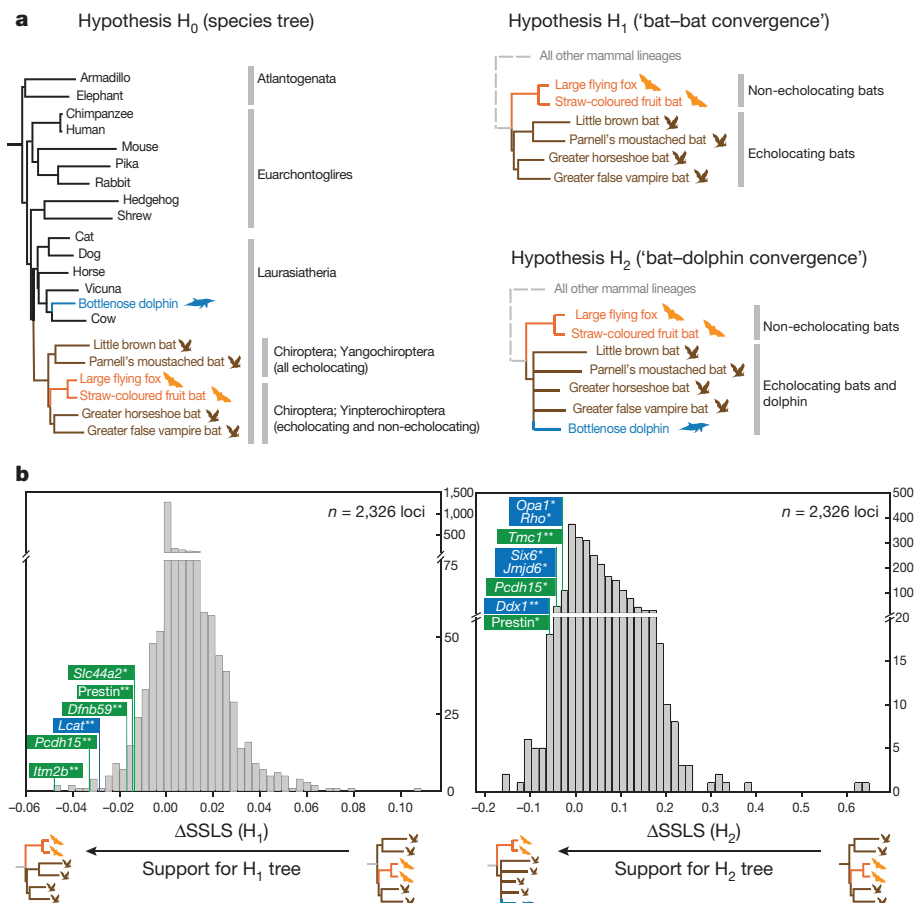 a
Hypothesis H0 (species tree)
Armadillo
Elephant
Chimpanzee
Human
Mouse
Pika
Rabbit
Hedgehog
Shrew
Cat
Dog
Horse
Vicuna
Bottlenose dolphin
Cow
Little brown bat
Parnell's moustached bat
Large flying fox
Straw-coloured fruit bat
Greater horseshoe bat
Greater false vampire bat
Atlantogenata
Euarchontoglires
Laurasiatheria
Chiroptera; Yangochiroptera
(all echolocating)
Chiroptera; Yinpterochiroptera
(echolocating and non-echolocating)
Hypothesis H1 ('bat–bat convergence')
All other mammal lineages
Large flying fox
Straw-coloured fruit bat
Little brown bat
Parnell's moustached bat
Greater horseshoe bat
Greater false vampire bat
Non-echolocating bats
Echolocating bats
Hypothesis H2 ('bat–dolphin convergence')
All other mammal lineages
Large flying fox
Straw-coloured fruit bat
Little brown bat
Parnell's moustached bat
Greater horseshoe bat
Greater false vampire bat
Bottlenose dolphin
Non-echolocating bats
Echolocating bats and
dolphin
b
n = 2,326 loci
1,500
500
75
50
25
0
Slc44a2*
Prestin**
Dfnb59**
Lcat**
Pcdh15**
Itm2b**
−0.06 −0.04 −0.02 0.00 0.02 0.04 0.06 0.08 0.10
ΔSSLS (H1)
Support for H1 tree
n = 2,326 loci
500
400
300
200
100
20
15
10
5
0
Opa1*
Rho*
Tmc1**
Six6*
Jmjd6*
Pcdh15*
Ddx1**
Prestin*
−0.2 −0.1 0.0 0.1 0.2 0.3 0.4 0.5 0.6
ΔSSLS (H2)
Support for H2 tree